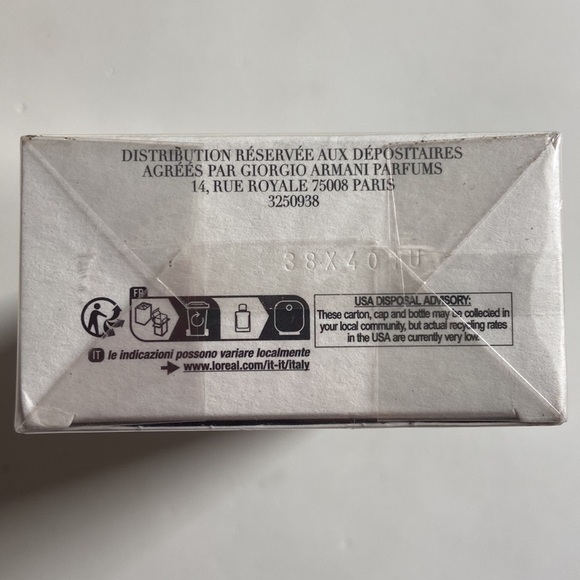 DISTRIBUTION RÉSERVÉE AUX DÉPOSITAIRES
AGRÉÉS PAR GIORGIO ARMANI PARFUMS
14, RUE ROYALE 75008 PARIS
3250938
38X40 U
FR
USA DISPOSAL ADVISORY:
These carton, cap and bottle may be collected in
your local community, but actual recycling rates
in the USA are currently very low.
IT le indicazioni possono variare localmente
www.loreal.com/it-it/italy